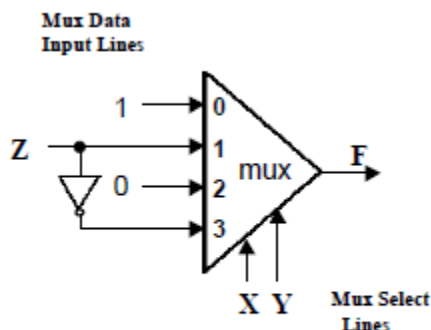 Mux Data
Input Lines
1
0
Z
1
F
mux
0
2
3
X Y
Mux Select
Lines